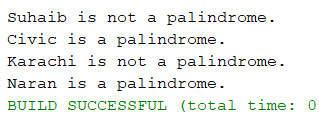 Suhaib is not a palindrome.
Civic is a palindrome.
Karachi is not a palindrome.
Naran is a palindrome.
BUILD SUCCESSFUL (total time: 0